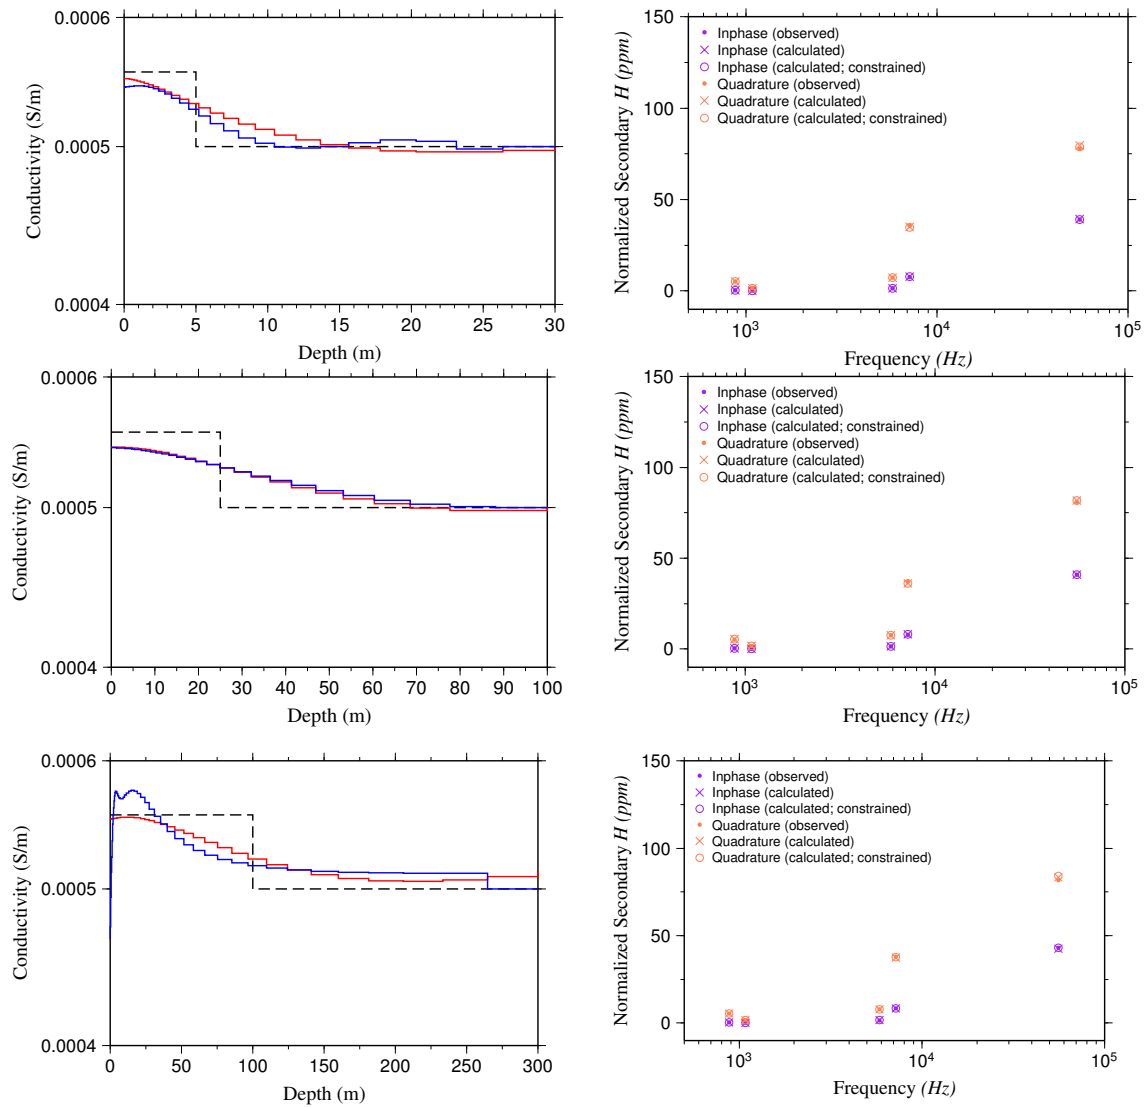 0.0006
0.0005
0.0004
Conductivity (S/m)
0 5 10 15 20 25 30
Depth (m)
150
100
50
0
Normalized Secondary H (ppm)
Inphase (observed)
Inphase (calculated)
Inphase (calculated; constrained)
Quadrature (observed)
Quadrature (calculated)
Quadrature (calculated; constrained)
10³ 10⁴ 10⁵
Frequency (Hz)
0.0006
0.0005
0.0004
Conductivity (S/m)
0 10 20 30 40 50 60 70 80 90 100
Depth (m)
150
100
50
0
Normalized Secondary H (ppm)
Inphase (observed)
Inphase (calculated)
Inphase (calculated; constrained)
Quadrature (observed)
Quadrature (calculated)
Quadrature (calculated; constrained)
10³ 10⁴ 10⁵
Frequency (Hz)
0.0006
0.0005
0.0004
Conductivity (S/m)
0 50 100 150 200 250 300
Depth (m)
150
100
50
0
Normalized Secondary H (ppm)
Inphase (observed)
Inphase (calculated)
Inphase (calculated; constrained)
Quadrature (observed)
Quadrature (calculated)
Quadrature (calculated; constrained)
10³ 10⁴ 10⁵
Frequency (Hz)